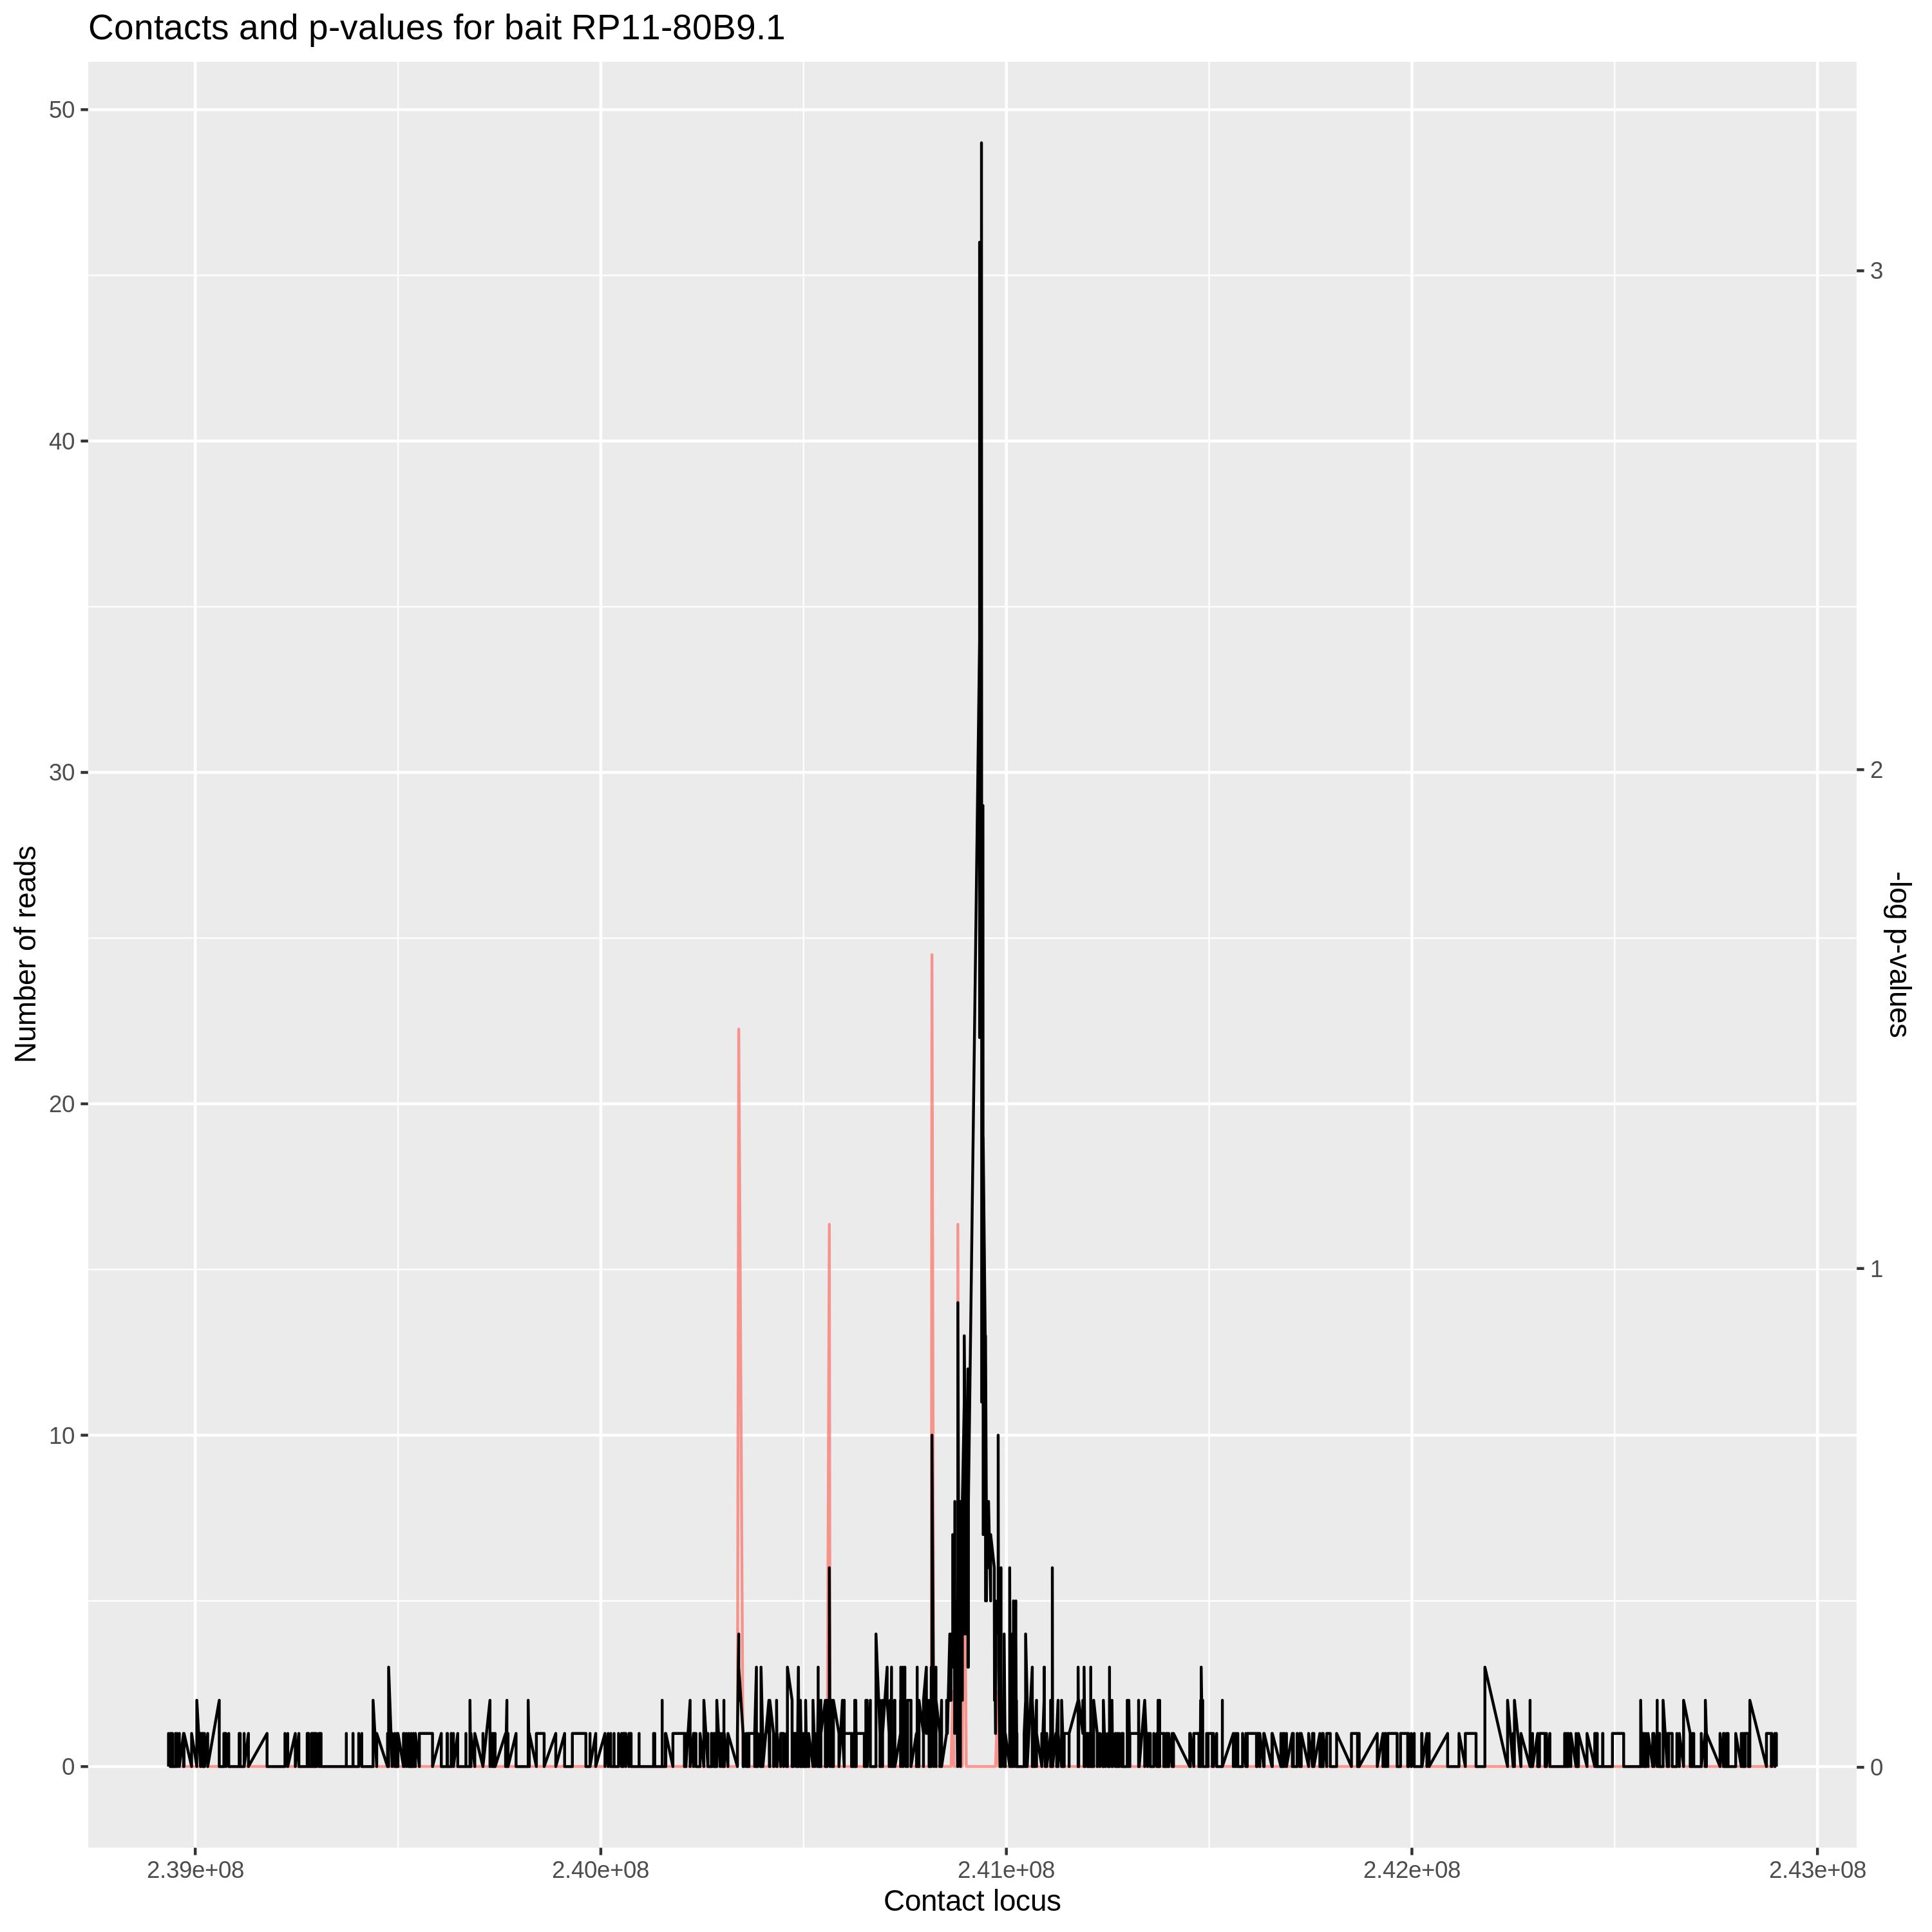 Contacts and p-values for bait RP11-80B9.1
50
40
30
20
10
0
Number of reads
3
2
1
0
-log p-values
2.39e+08
2.40e+08
2.41e+08
2.42e+08
2.43e+08
Contact locus